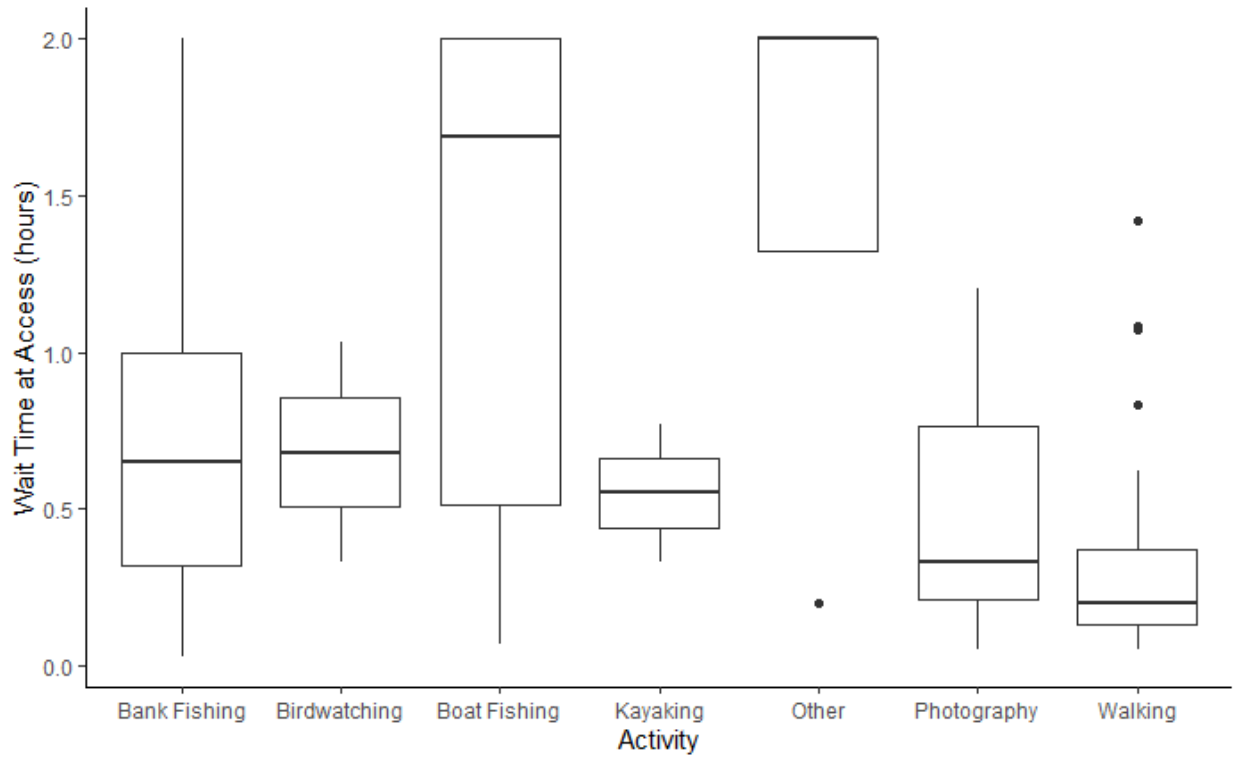 Wait Time at Access (hours)
2.0
1.5
1.0
0.5
0.0
Bank Fishing Birdwatching Boat Fishing Kayaking Other Photography Walking
Activity